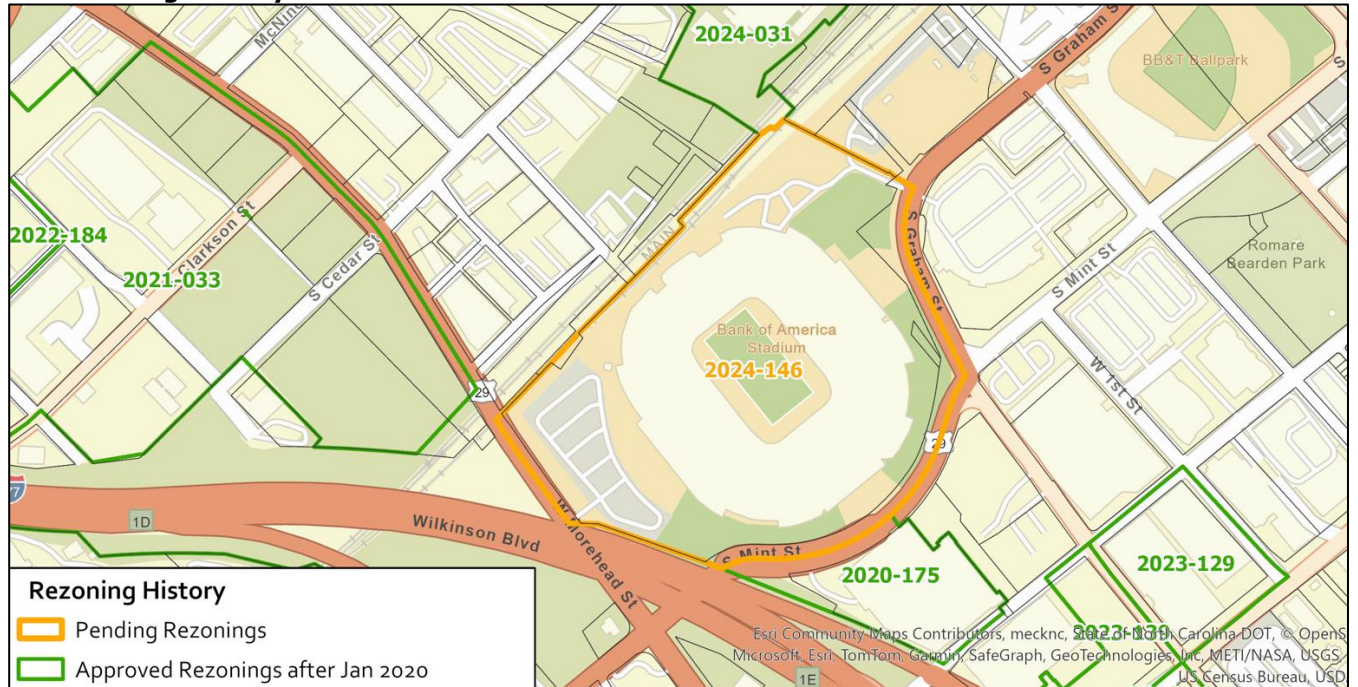 McNinc
2024-031
S Graham St
BB&T Ballpark
2022-184
Clarkson St
2021-033
S Cedar St
MAIN
S Graham St
S Mint St
Romare
Bearden Park
Bank of America
Stadium
2024-146
29
W 1st St
29
1D
Wilkinson Blvd
W Morehead St
S Mint St
2020-175
2023-129
1E
Rezoning History
Pending Rezonings
Approved Rezonings after Jan 2020
Esri Community Maps Contributors, mecknc, State of North Carolina DOT, © OpenS
Microsoft, Esri, TomTom, Garmin, SafeGraph, GeoTechnologies, Inc, METI/NASA, USGS,
US Census Bureau, USD